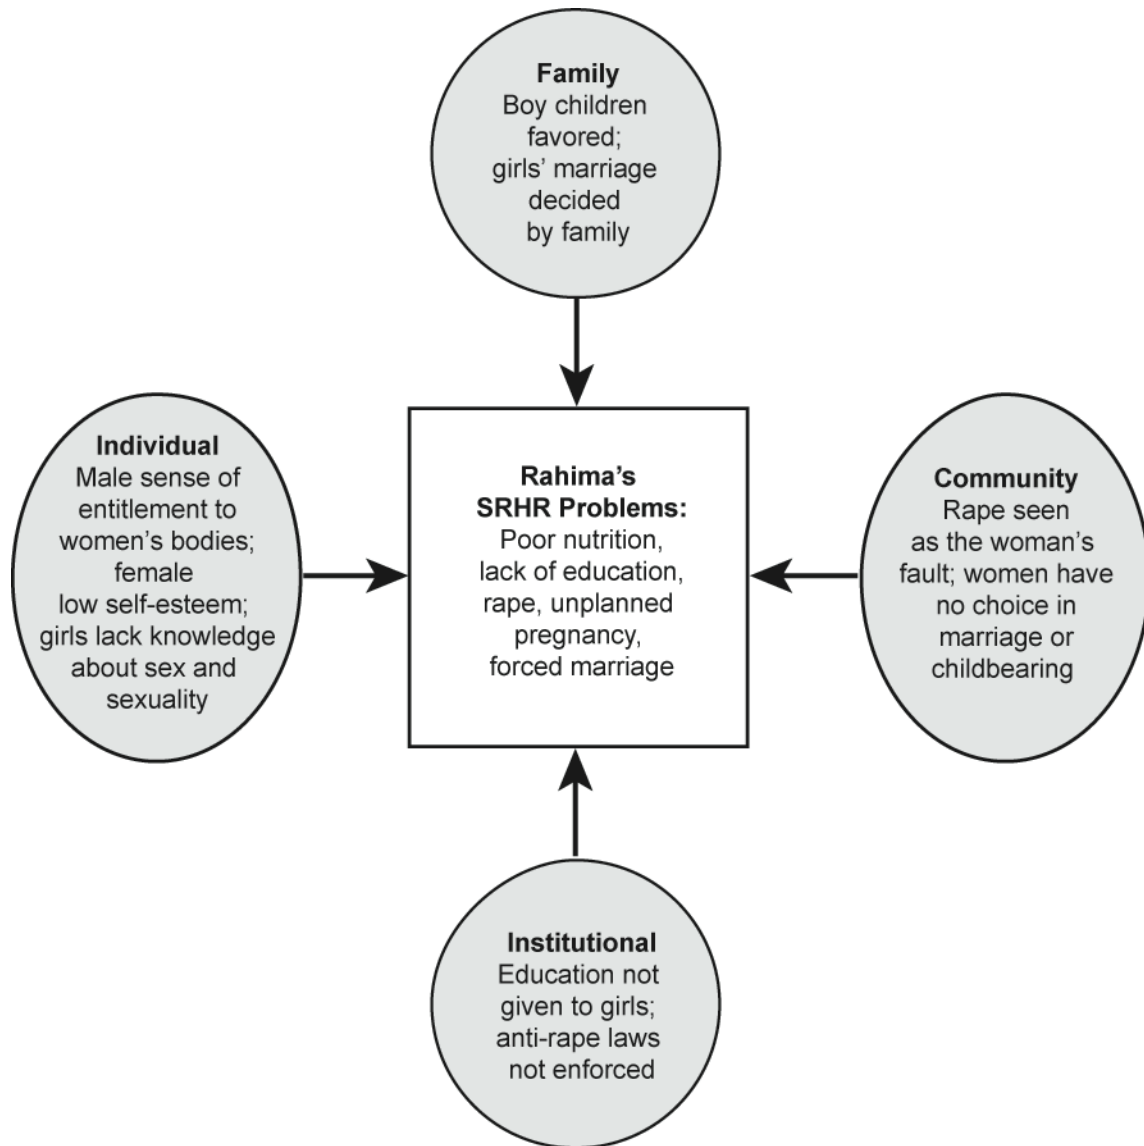 Family
Boy children
favored;
girls’ marriage
decided
by family
Individual
Male sense of
entitlement to
women’s bodies;
female
low self-esteem;
girls lack knowledge
about sex and
sexuality
Rahima’s
SRHR Problems:
Poor nutrition,
lack of education,
rape, unplanned
pregnancy,
forced marriage
Community
Rape seen
as the woman’s
fault; women have
no choice in
marriage or
childbearing
Institutional
Education not
given to girls;
anti-rape laws
not enforced